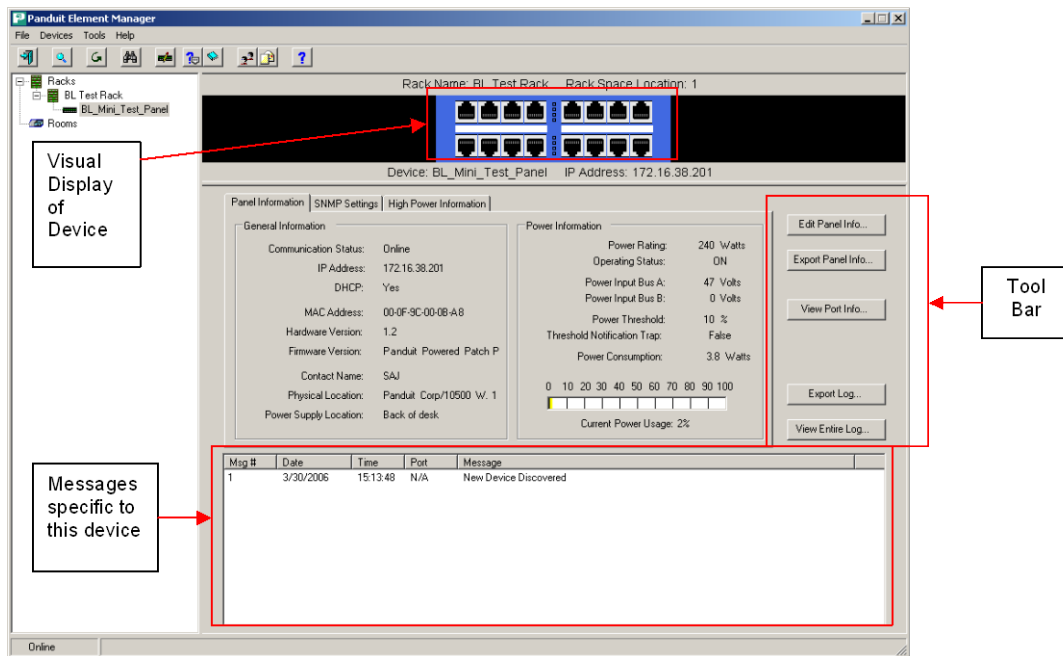 Panduit Element Manager
File Devices Tools Help
Racks
BL Test Rack
BL_Mini_Test_Panel
Rooms
Rack Name: BL Test Rack Rack Space Location: 1
Device: BL_Mini_Test_Panel IP Address: 172.16.38.201
Visual
Display
of
Device
Panel Information SNMP Settings High Power Information
General Information
Communication Status: Online
IP Address: 172.16.38.201
DHCP: Yes
MAC Address: 00-0F-9C-00-0B-A8
Hardware Version: 1.2
Firmware Version: Panduit Powered Patch P
Contact Name: SAJ
Physical Location: Panduit Corp/10500 W. 1
Power Supply Location: Back of desk
Power Information
Power Rating: 240 Watts
Operating Status: ON
Power Input Bus A: 47 Volts
Power Input Bus B: 0 Volts
Power Threshold: 10 %
Threshold Notification Trap: False
Power Consumption: 3.8 Watts
0 10 20 30 40 50 60 70 80 90 100
Current Power Usage: 2%
Edit Panel Info...
Export Panel Info...
View Port Info...
Export Log...
View Entire Log...
Tool
Bar
Msg # Date Time Port Message
1 3/30/2006 15:13:48 N/A New Device Discovered
Messages
specific to
this device
Online